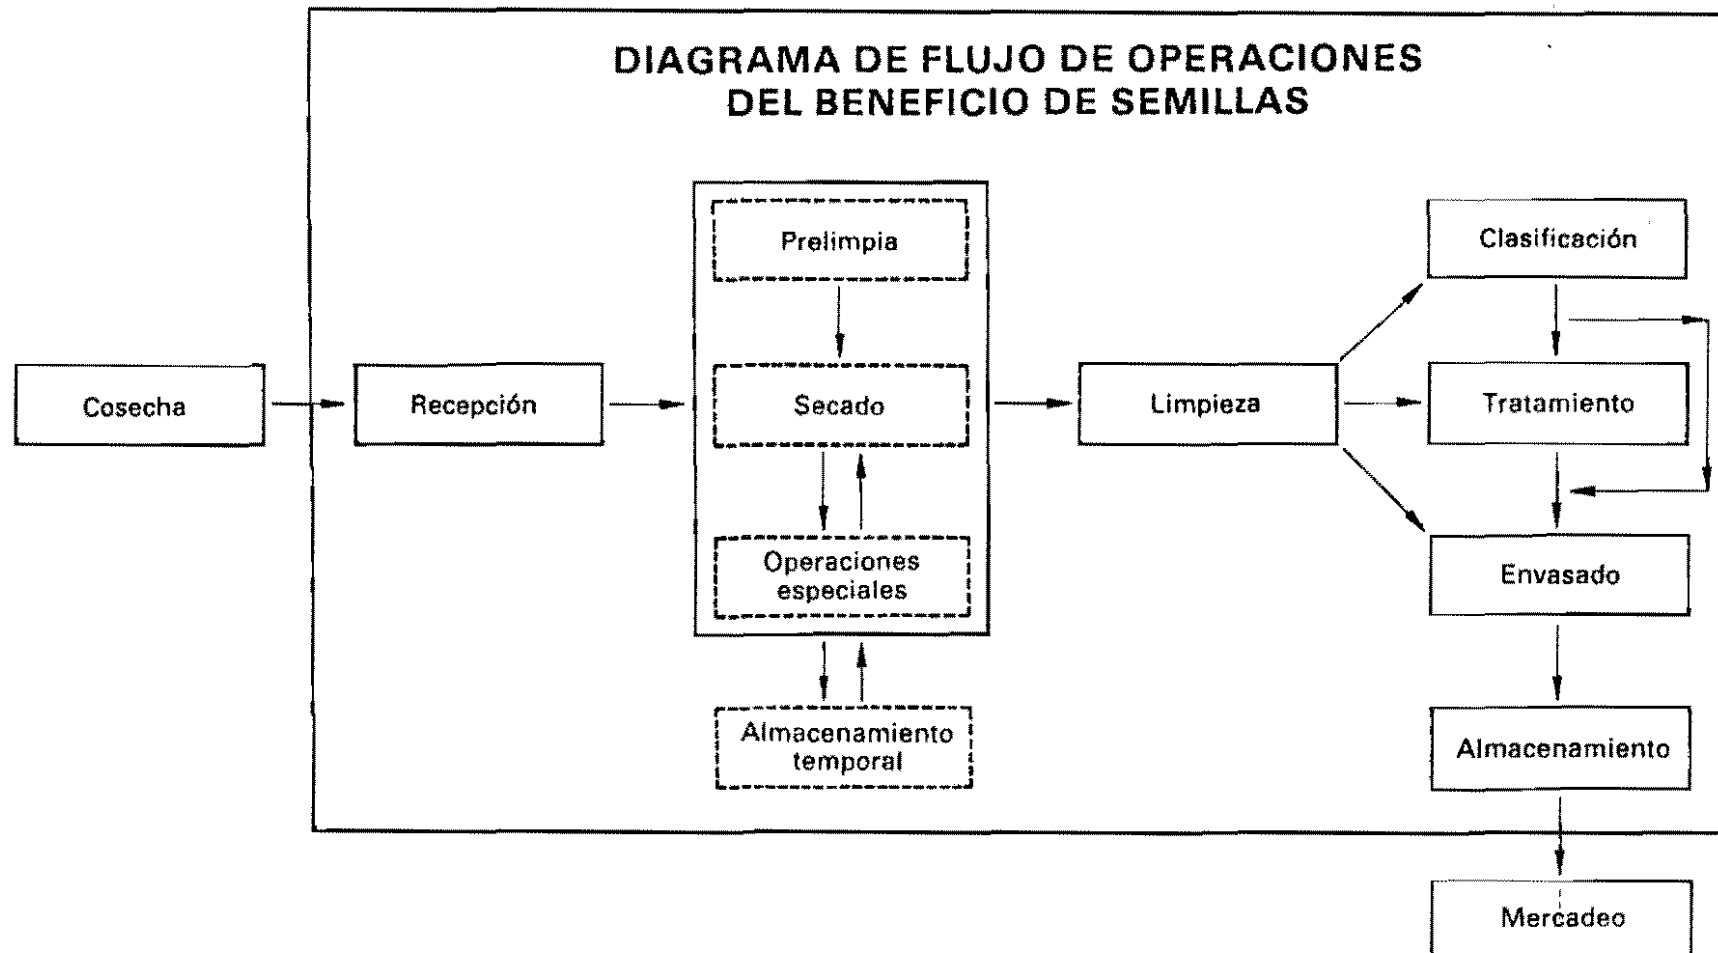 DIAGRAMA DE FLUJO DE OPERACIONES
DEL BENEFICIO DE SEMILLAS
Cosecha
Recepción
Prelimpia
Secado
Operaciones
especiales
Almacenamiento
temporal
Limpieza
Clasificación
Tratamiento
Envasado
Almacenamiento
Mercadeo